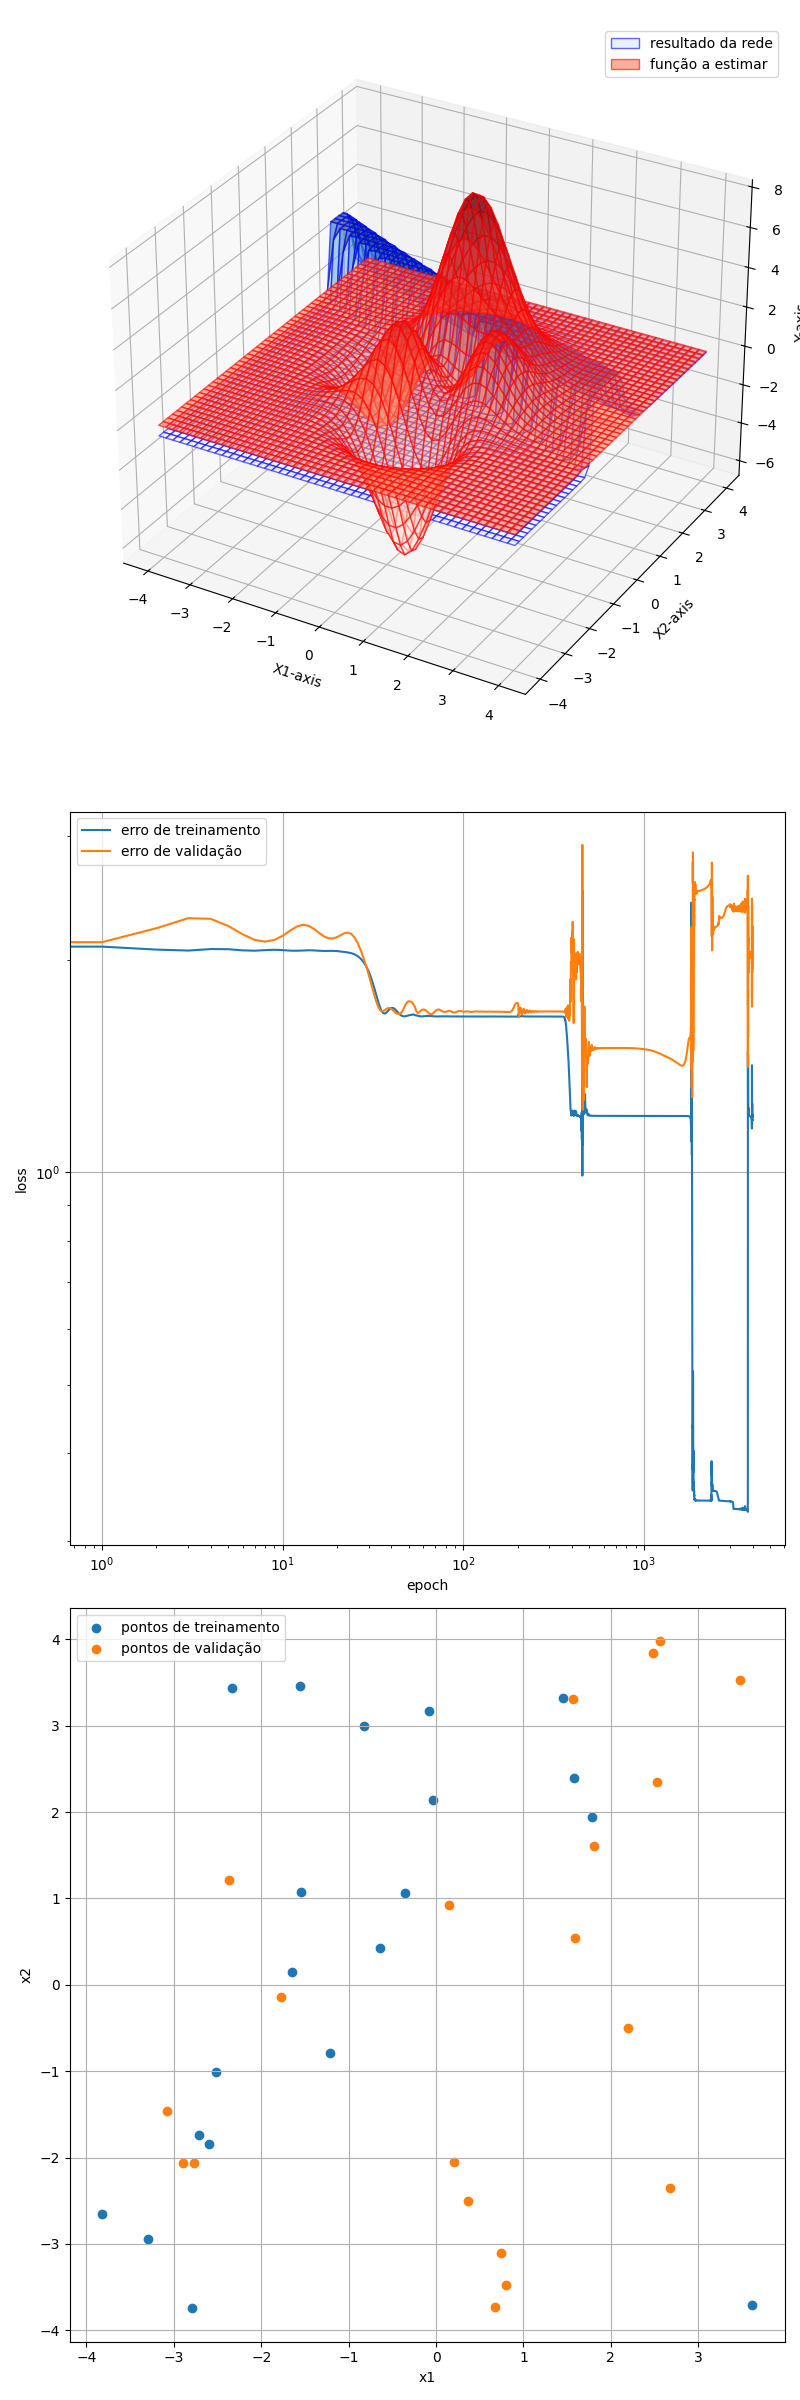 resultado da rede
função a estimar
8
6
4
2
0
−2
−4
−6
−4
−3
−2
−1
0
1
2
3
4
X1-axis
−4
−3
−2
−1
0
1
2
3
4
X2-axis
erro de treinamento
erro de validação
10⁰
loss
10⁰ 10¹ 10² 10³
epoch
pontos de treinamento
pontos de validação
4
3
2
1
0
−1
−2
−3
−4
x2
−4 −3 −2 −1 0 1 2 3
x1